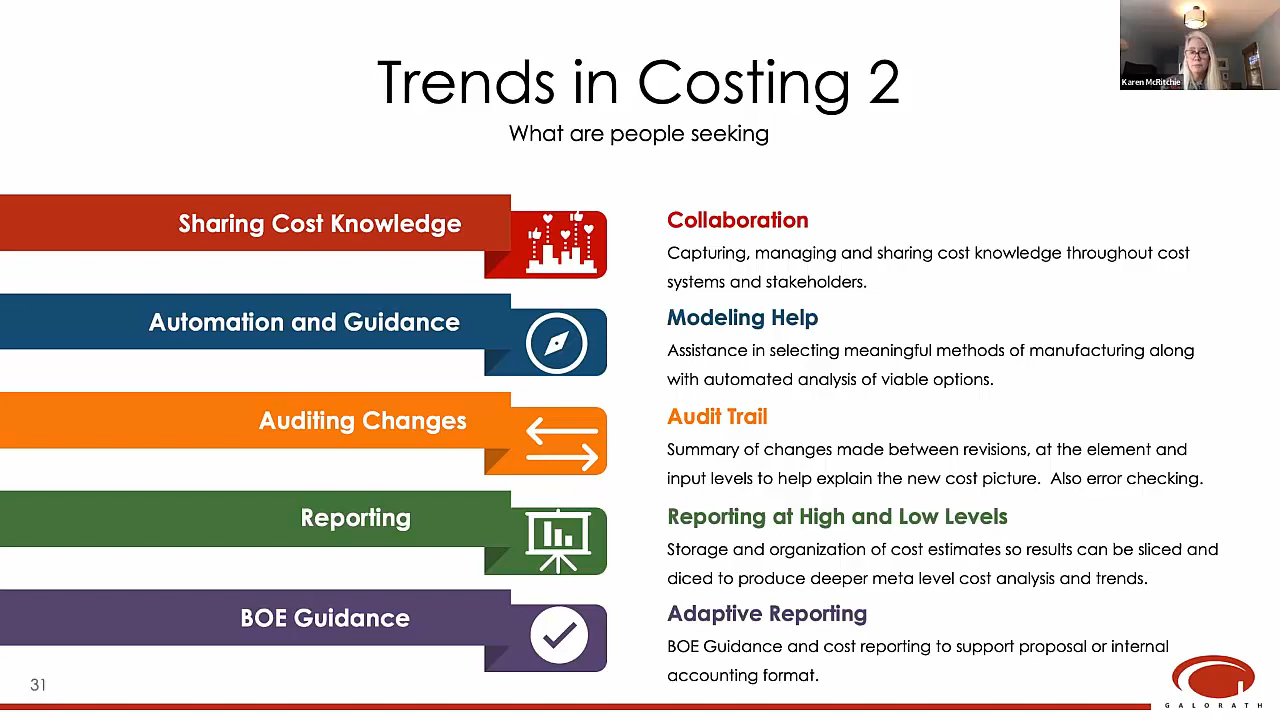 Trends in Costing 2
What are people seeking
Karen McRitchie
Sharing Cost Knowledge
Collaboration
Capturing, managing and sharing cost knowledge throughout cost
systems and stakeholders.
Automation and Guidance
Modeling Help
Assistance in selecting meaningful methods of manufacturing along
with automated analysis of viable options.
Auditing Changes
Audit Trail
Summary of changes made between revisions, at the element and
input levels to help explain the new cost picture.  Also error checking.
Reporting
Reporting at High and Low Levels
Storage and organization of cost estimates so results can be sliced and
diced to produce deeper meta level cost analysis and trends.
BOE Guidance
Adaptive Reporting
BOE Guidance and cost reporting to support proposal or internal
accounting format.
31
GALORATH